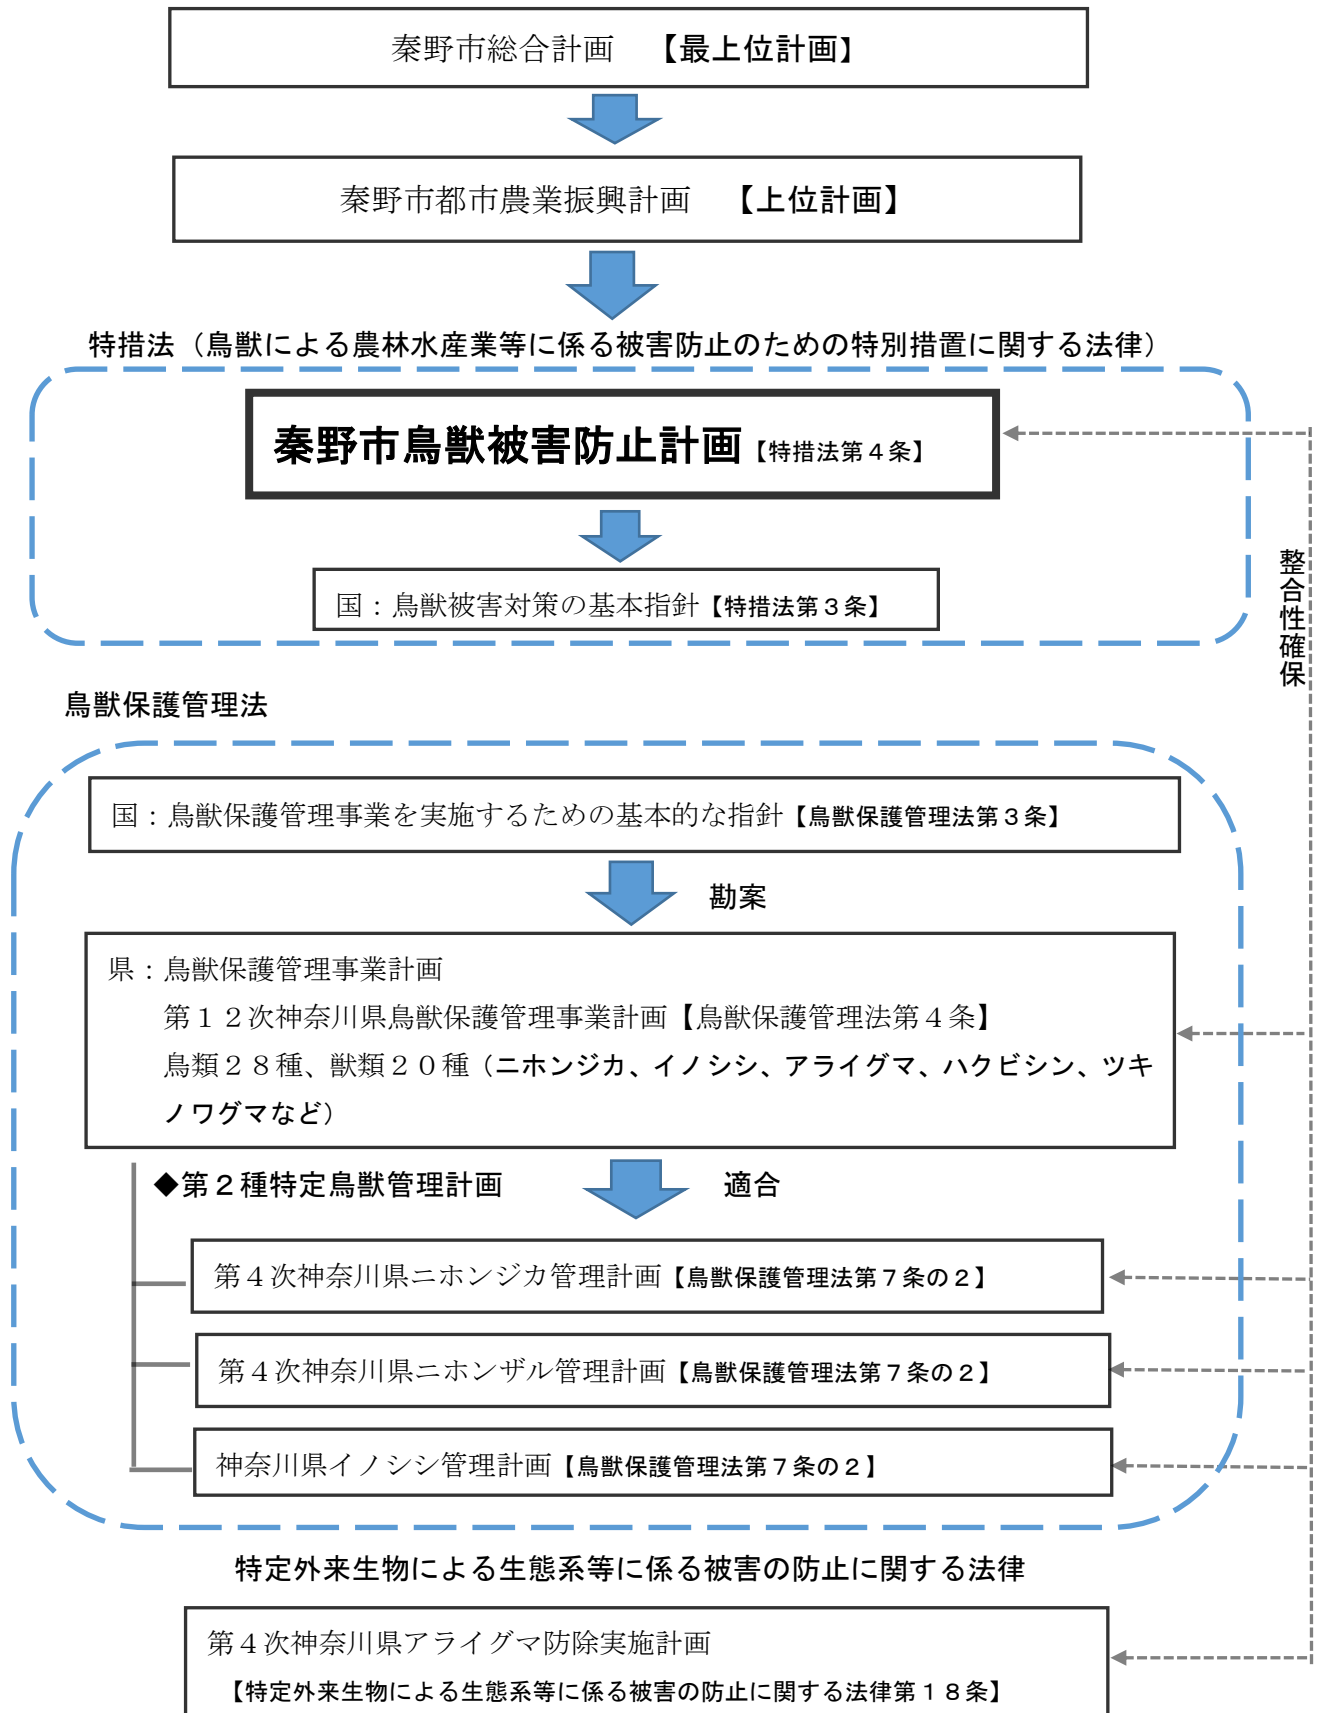 秦野市総合計画　【最上位計画】
秦野市都市農業振興計画　【上位計画】
特措法（鳥獣による農林水産業等に係る被害防止のための特別措置に関する法律）
秦野市鳥獣被害防止計画【特措法第４条】
国：鳥獣被害対策の基本指針【特措法第３条】
整合性確保
鳥獣保護管理法
国：鳥獣保護管理事業を実施するための基本的な指針【鳥獣保護管理法第３条】
勘案
県：鳥獣保護管理事業計画
第１２次神奈川県鳥獣保護管理事業計画【鳥獣保護管理法第４条】
鳥類２８種、獣類２０種（ニホンジカ、イノシシ、アライグマ、ハクビシン、ツキ
ノワグマなど）
◆第２種特定鳥獣管理計画　適合
第４次神奈川県ニホンジカ管理計画【鳥獣保護管理法第７条の２】
第４次神奈川県ニホンザル管理計画【鳥獣保護管理法第７条の２】
神奈川県イノシシ管理計画【鳥獣保護管理法第７条の２】
特定外来生物による生態系等に係る被害の防止に関する法律
第４次神奈川県アライグマ防除実施計画
【特定外来生物による生態系等に係る被害の防止に関する法律第１８条】